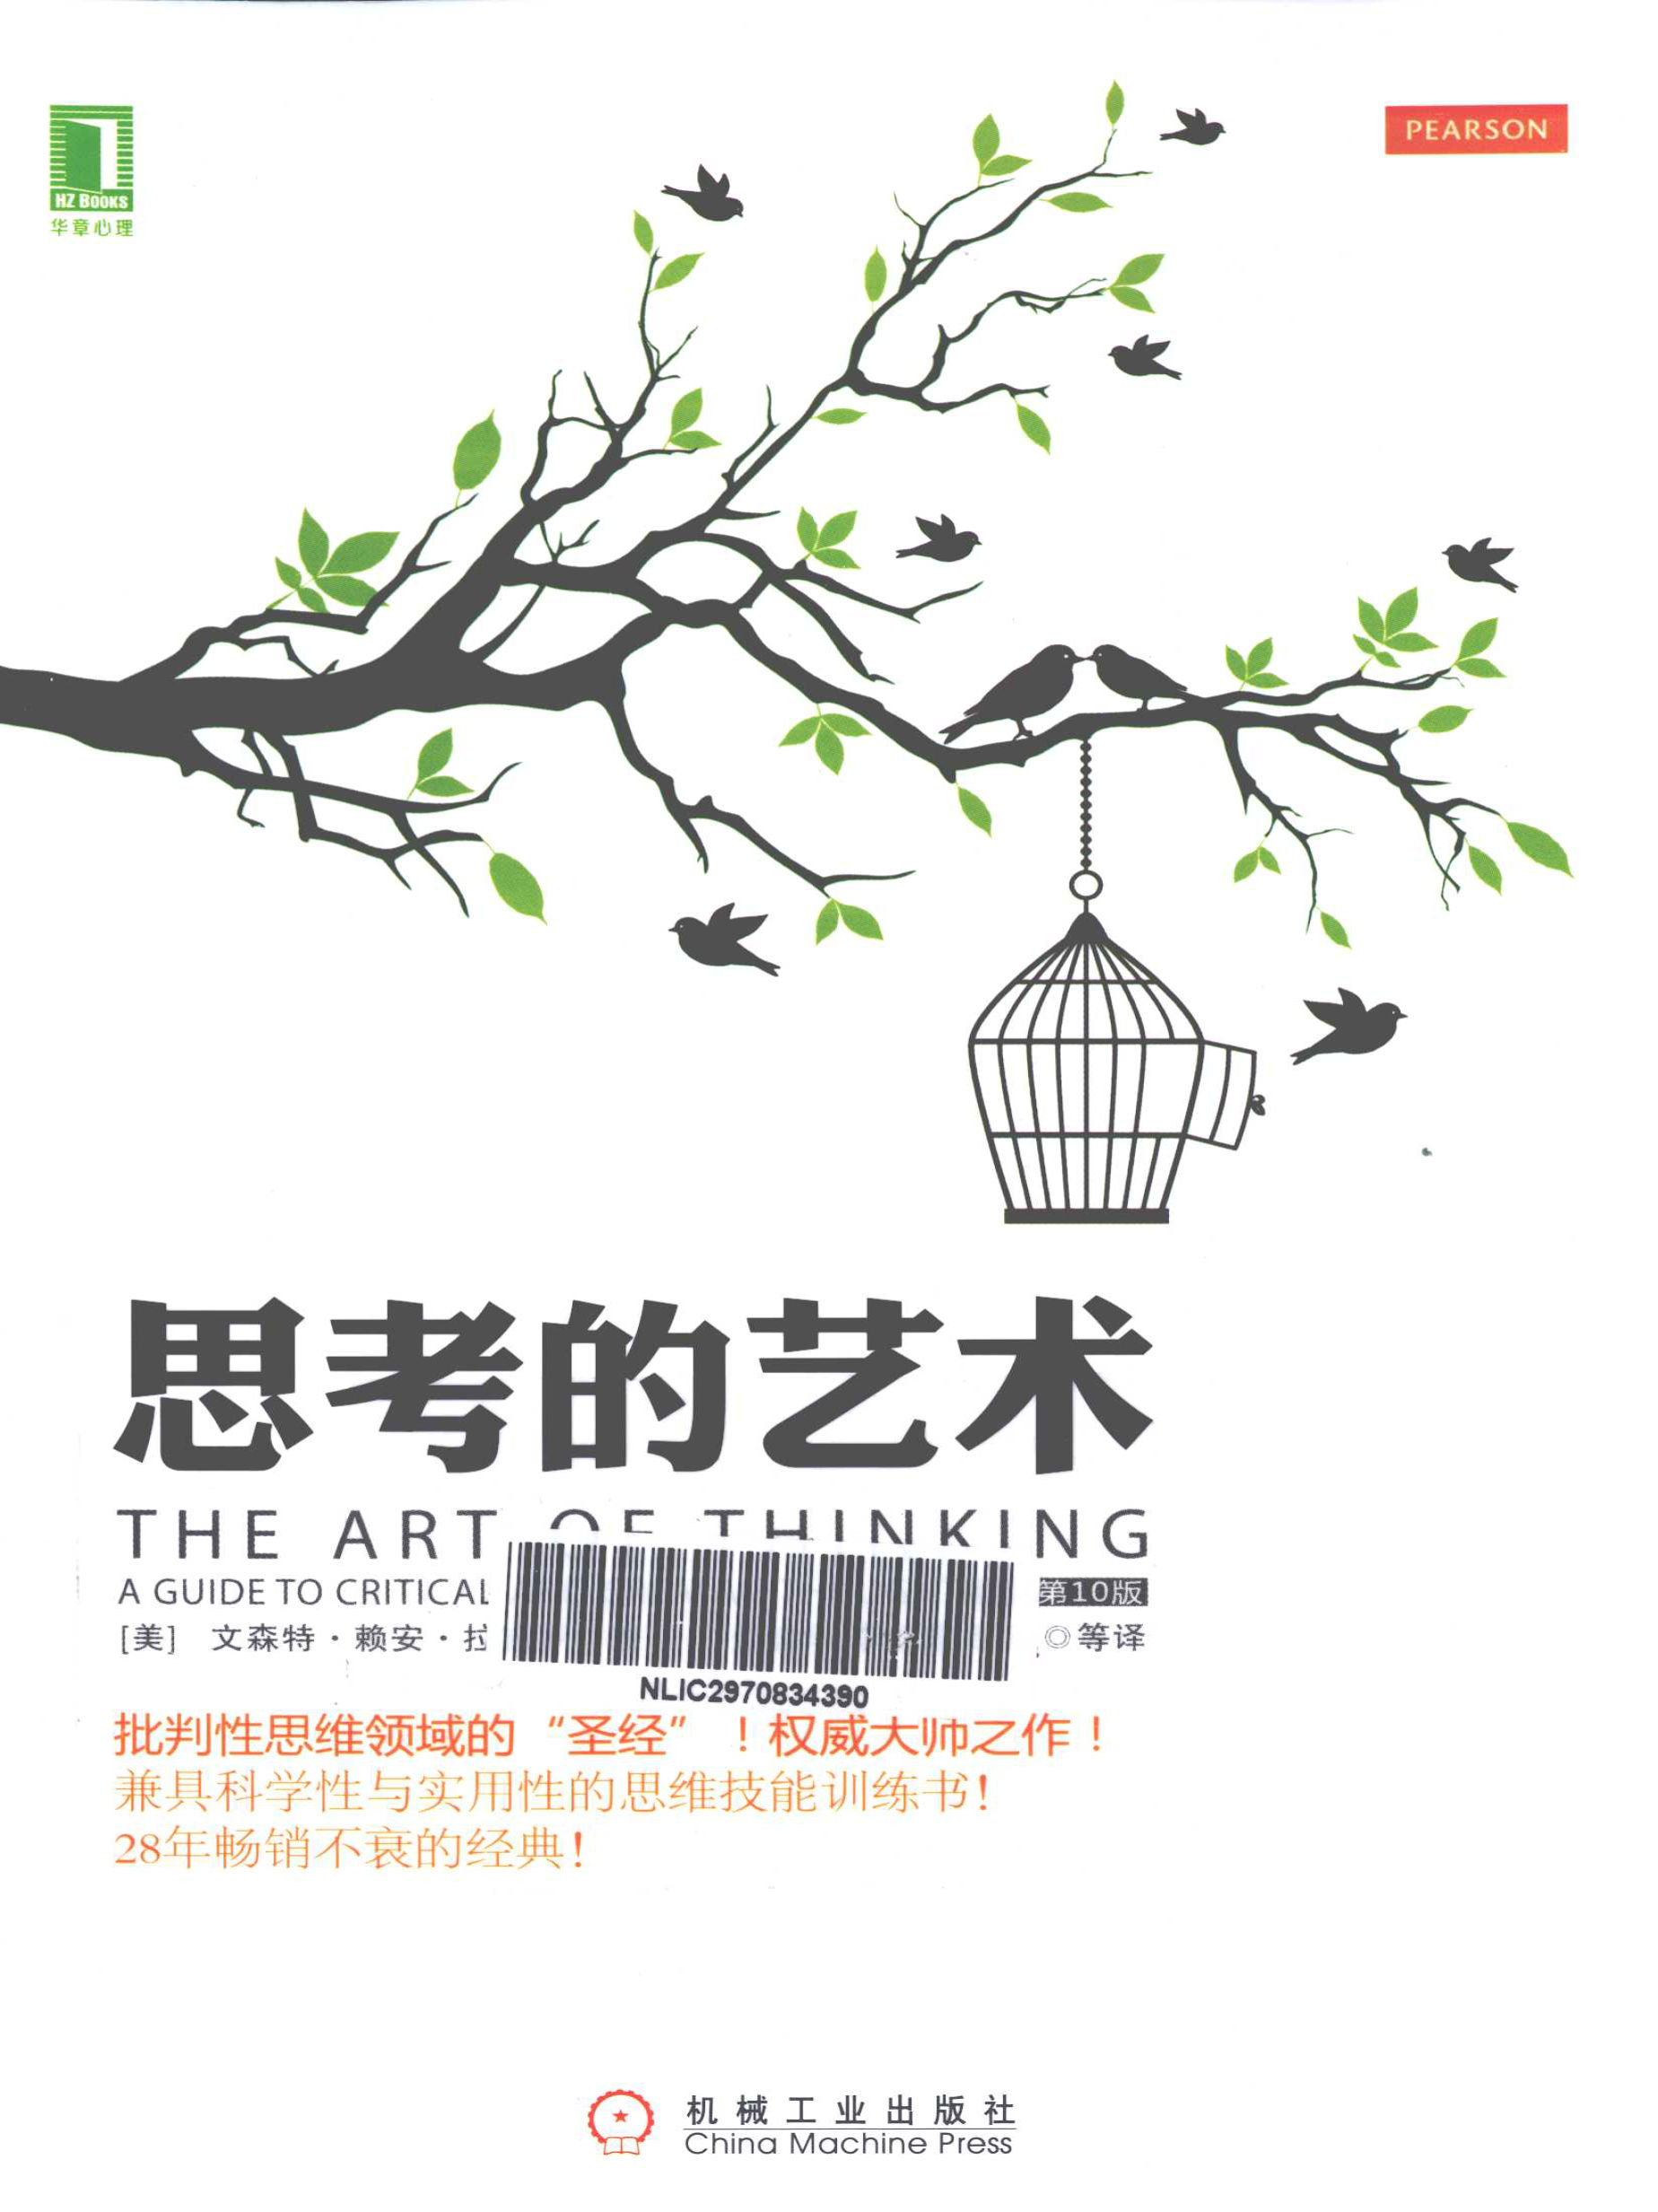 HZ BOOKS
华章心理
PEARSON
思考的艺术
THE ART OF THINKING
A GUIDE TO CRITICAL
第10版
[美] 文森特·赖安·拉
◎等译
NLIC2970834390
批判性思维领域的“圣经”！权威大师之作！
兼具科学性与实用性的思维技能训练书！
28年畅销不衰的经典！
机械工业出版社
China Machine Press